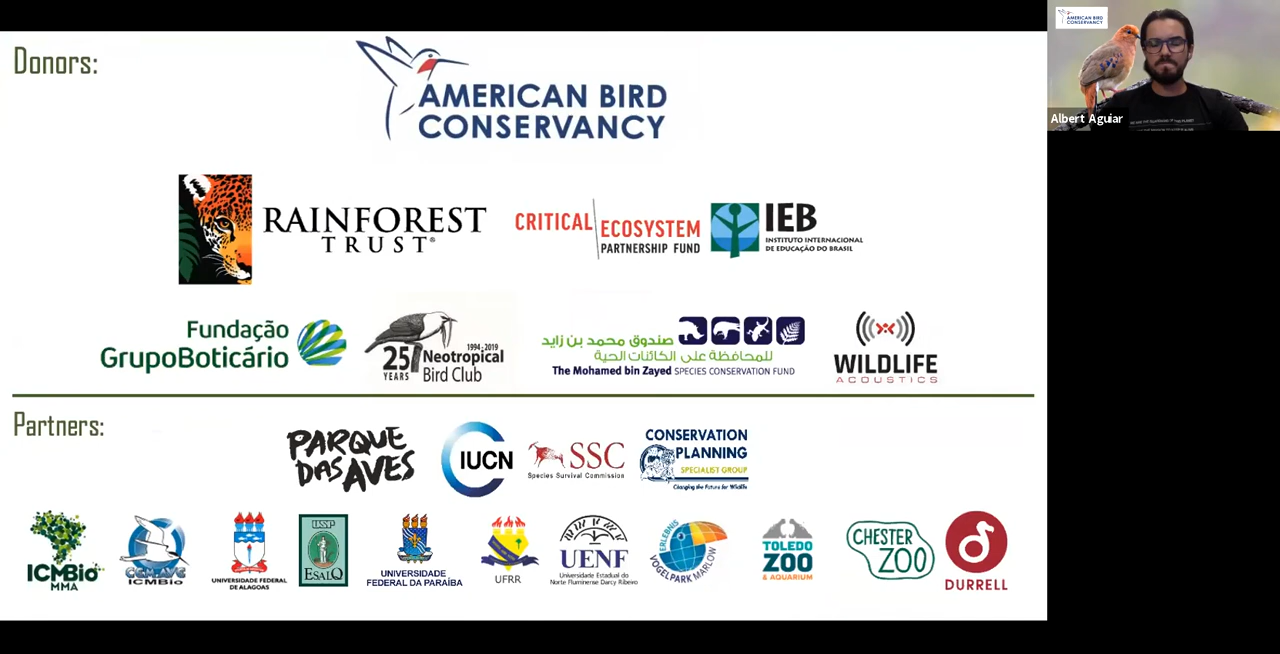 Donors:
AMERICAN BIRD
CONSERVANCY
AMERICAN BIRD
CONSERVANCY
Albert Aguiar
RAINFOREST
TRUST®
CRITICAL
ECOSYSTEM
PARTNERSHIP FUND
IEB
INSTITUTO INTERNACIONAL
DE EDUCAÇÃO DO BRASIL
Fundação
GrupoBoticário
1994-2019
25
YEARS
Neotropical
Bird Club
صندوق محمد بن زايد
للمحافظة على الكائنات الحية
The Mohamed bin Zayed SPECIES CONSERVATION FUND
WILDLIFE
ACOUSTICS
Partners:
PARQUE
DAS AVES
IUCN
SSC
Species Survival Commission
CONSERVATION
PLANNING
SPECIALIST GROUP
Changing the Future for Wildlife
ICMBio
MMA
CEMAVE
ICMBio
UNIVERSIDADE FEDERAL
DE ALAGOAS
USP
ESALQ
UNIVERSIDADE
FEDERAL DA PARAÍBA
UFRR
UENF
Universidade Estadual do
Norte Fluminense Darcy Ribeiro
ERLEBNIS
VOGELPARK MARLOW
TOLEDO
ZOO
& AQUARIUM
CHESTER
ZOO
DURRELL